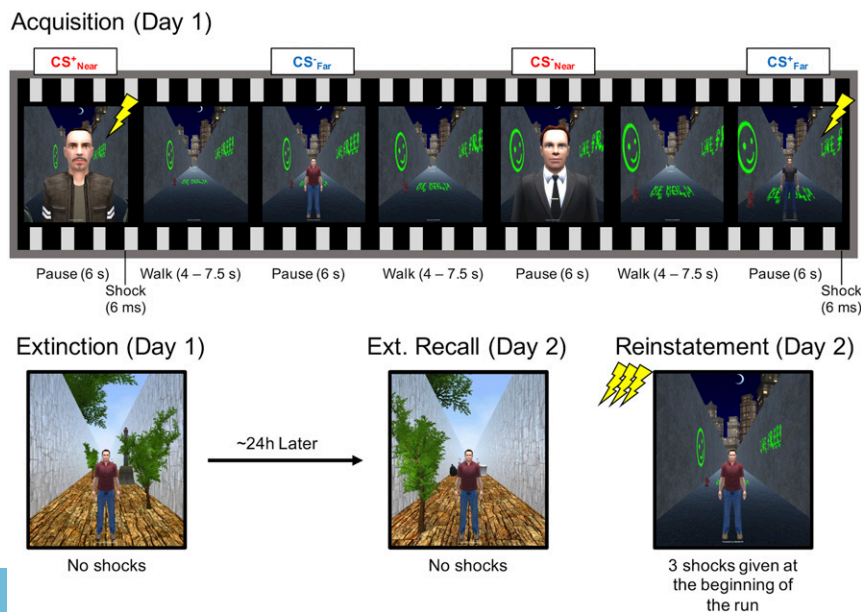 Acquisition (Day 1)
CS+Near
CS-Far
CS-Near
CS+Far
Pause (6 s)
Walk (4 – 7.5 s)
Pause (6 s)
Walk (4 – 7.5 s)
Pause (6 s)
Walk (4 – 7.5 s)
Pause (6 s)
Shock
(6 ms)
Shock
(6 ms)
Extinction (Day 1)
Ext. Recall (Day 2)
Reinstatement (Day 2)
~24h Later
No shocks
No shocks
3 shocks given at
the beginning of
the run